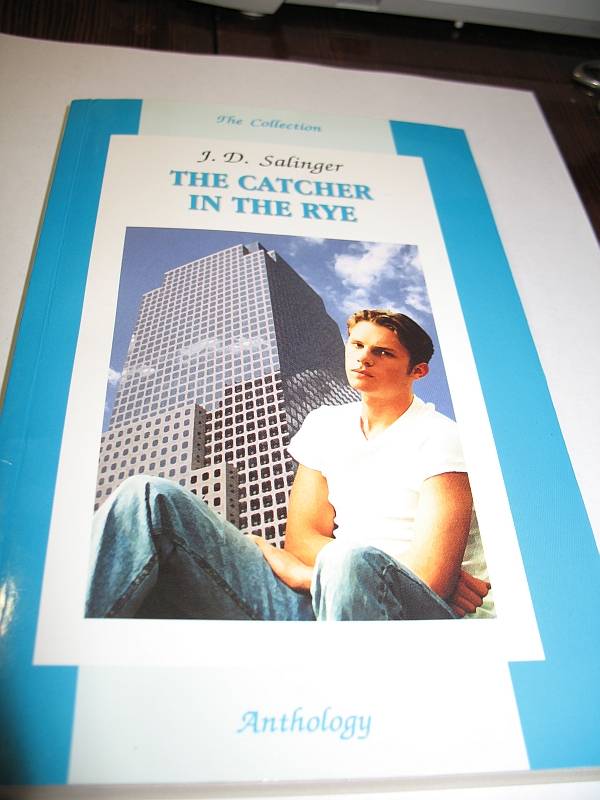 The Collection
J. D. Salinger
THE CATCHER
IN THE RYE
Anthology